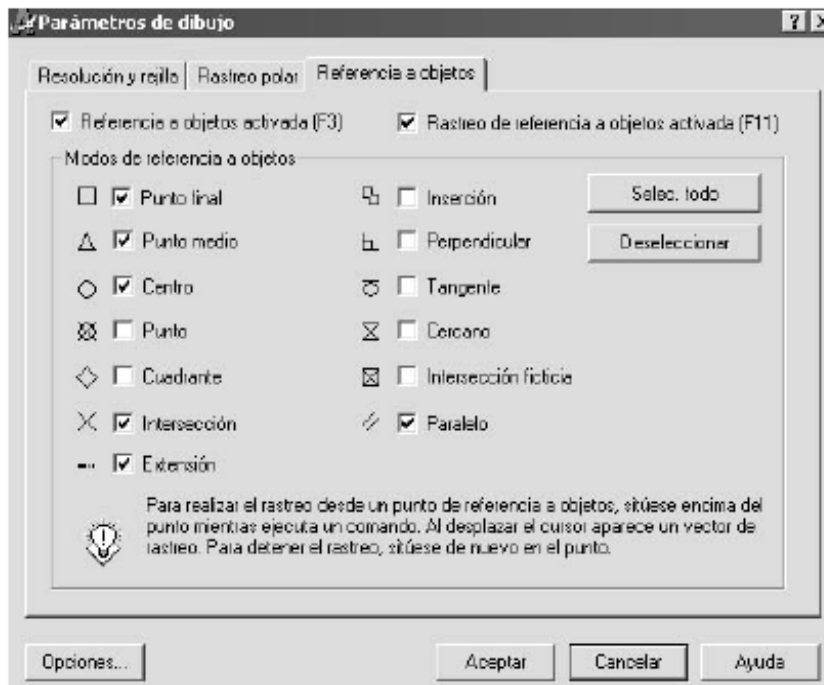 Parámetros de dibujo
Resolución y rejilla Rastreo polar Referencia a objetos
Referencia a objetos activada (F3) Rastreo de referencia a objetos activada (F11)
Modos de referencia a objetos
Punto final Inserción Selec. todo
Punto medio Perpendicular Deseleccionar
Centro Tangente
Punto Cercano
Cuadrante Intersección ficticia
Intersección Paralelo
Extensión
Para realizar el rastreo desde un punto de referencia a objetos, sitúese encima del
punto mientras ejecuta un comando. Al desplazar el cursor aparece un vector de
rastreo. Para detener el rastreo, sitúese de nuevo en el punto.
Opciones... Aceptar Cancelar Ayuda